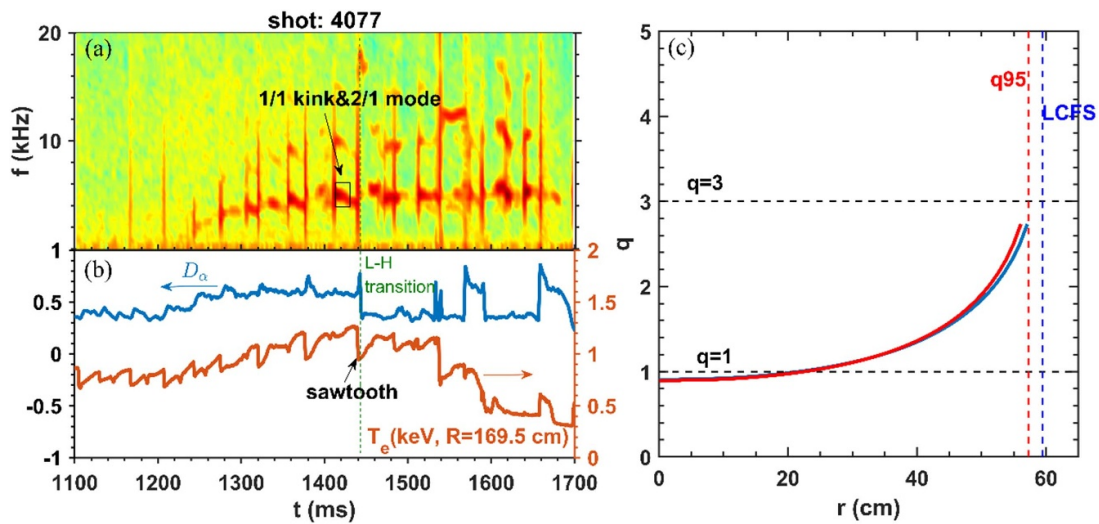 shot: 4077
(a)
20
10
1
f (kHz)
1/1 kink&2/1 mode
(b)
Dα
L-H
transition
sawtooth
Te(keV, R=169.5 cm)
0.5
0
-0.5
-1
2
1.5
1
0.5
0
1100 1200 1300 1400 1500 1600 1700
t (ms)
(c)
5
4
3
2
1
0
q
q95
LCFS
q=3
q=1
0 20 40 60
r (cm)